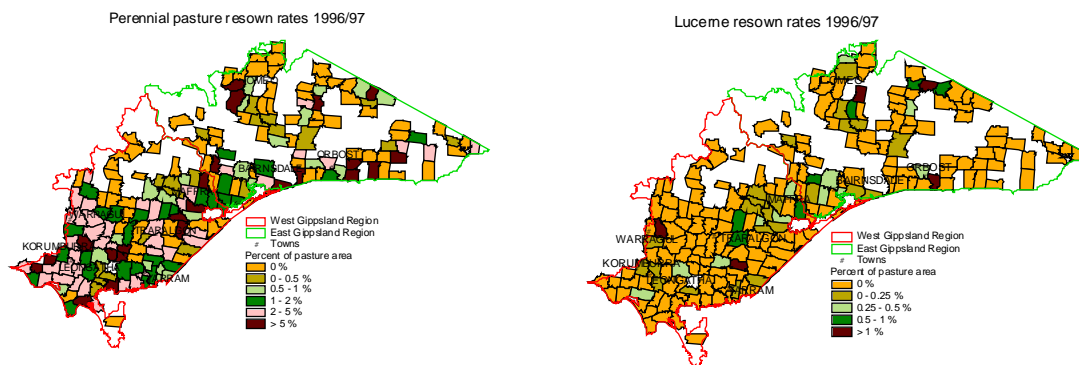 Perennial pasture resown rates 1996/97
OMEO
ORBOST
BAIRNSDALE
MAFFRA
WARRAGUL
TRARALGON
KORUMBURRA
LEONGATHA
YARRAM
West Gippsland Region
East Gippsland Region
# Towns
Percent of pasture area
0 %
0 - 0.5 %
0.5 - 1 %
1 - 2 %
2 - 5 %
> 5 %
Lucerne resown rates 1996/97
OMEO
ORBOST
BAIRNSDALE
MAFFRA
WARRAGUL
TRARALGON
KORUMBURRA
LEONGATHA
YARRAM
West Gippsland Region
East Gippsland Region
# Towns
Percent of pasture area
0 %
0 - 0.25 %
0.25 - 0.5 %
0.5 - 1 %
> 1 %